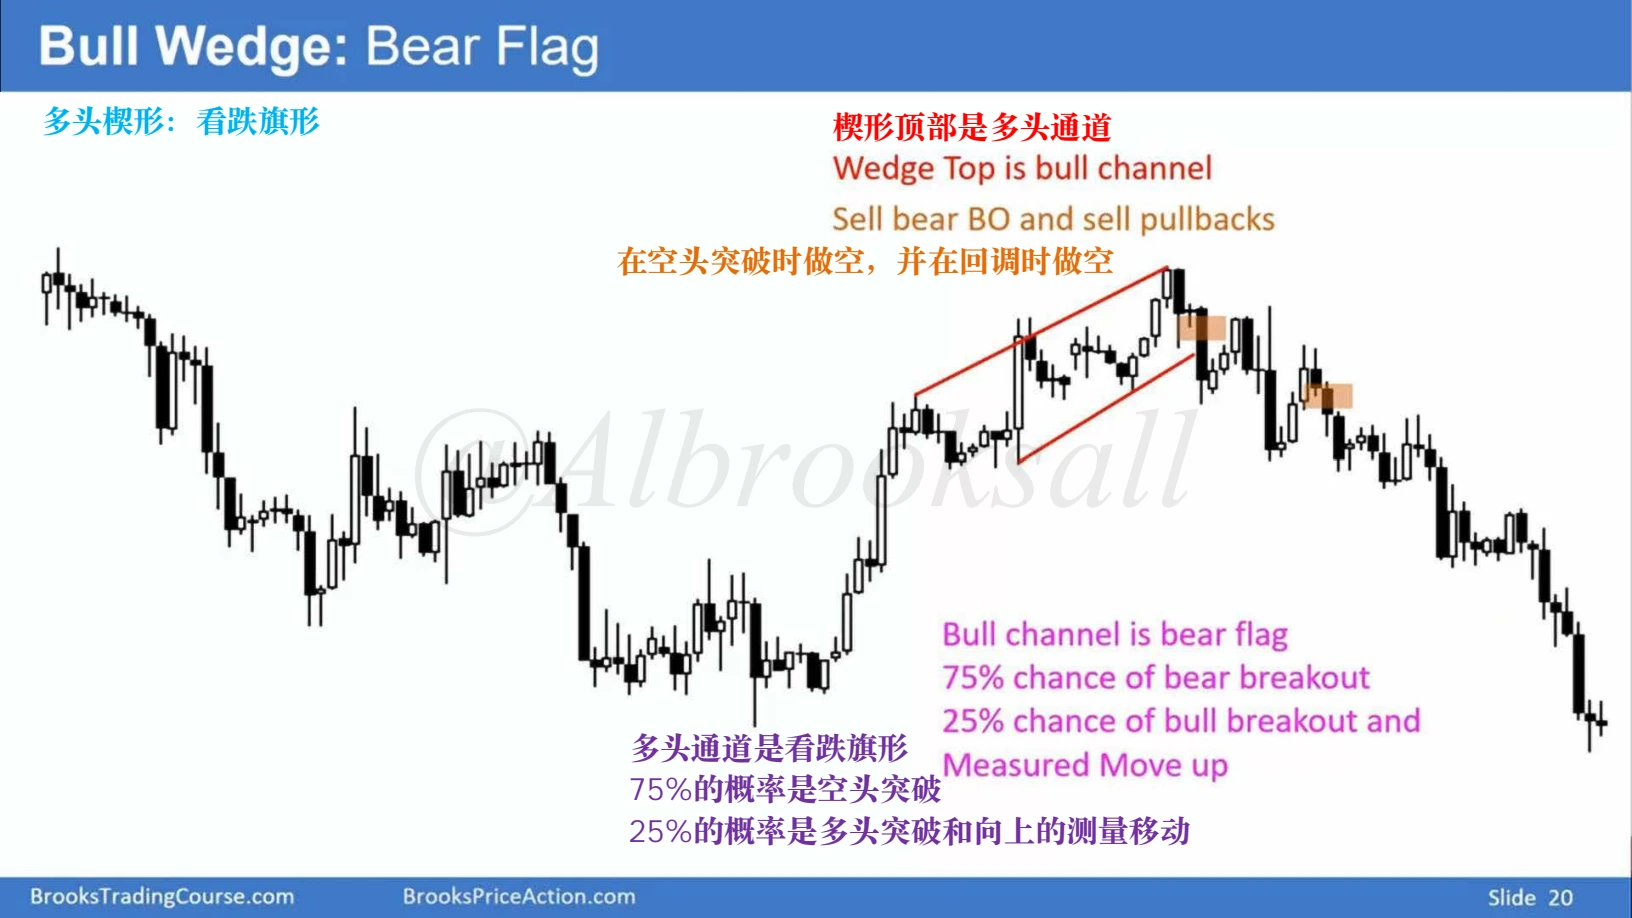 Bull Wedge: Bear Flag
多头楔形：看跌旗形
楔形顶部是多头通道
Wedge Top is bull channel
Sell bear BO and sell pullbacks
在空头突破时做空，并在回调时做空
@Albrooksall
Bull channel is bear flag
75% chance of bear breakout
25% chance of bull breakout and
Measured Move up
多头通道是看跌旗形
75%的概率是空头突破
25%的概率是多头突破和向上的测量移动
BrooksTradingCourse.com
BrooksPriceAction.com
Slide 20